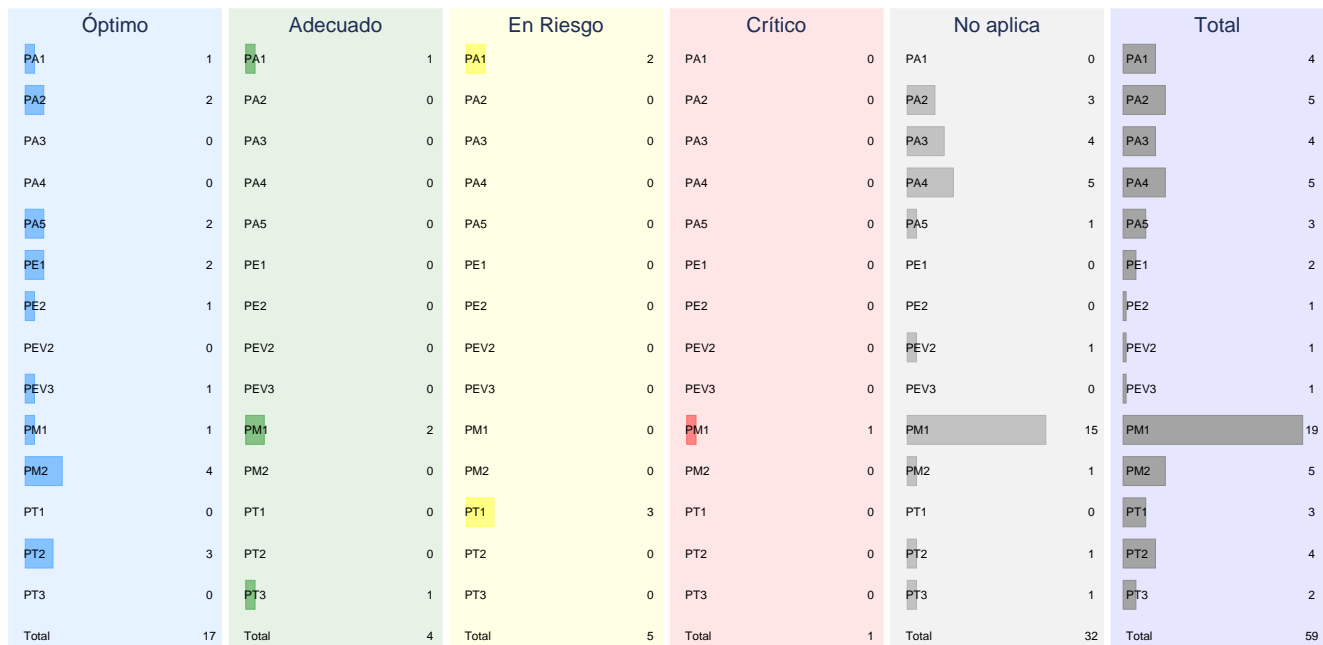 Óptimo Adecuado En Riesgo Crítico No aplica Total
PA1 1 PA1 1 PA1 2 PA1 0 PA1 0 PA1 4
PA2 2 PA2 0 PA2 0 PA2 0 PA2 3 PA2 5
PA3 0 PA3 0 PA3 0 PA3 0 PA3 4 PA3 4
PA4 0 PA4 0 PA4 0 PA4 0 PA4 5 PA4 5
PA5 2 PA5 0 PA5 0 PA5 0 PA5 1 PA5 3
PE1 2 PE1 0 PE1 0 PE1 0 PE1 0 PE1 2
PE2 1 PE2 0 PE2 0 PE2 0 PE2 0 PE2 1
PEV2 0 PEV2 0 PEV2 0 PEV2 0 PEV2 1 PEV2 1
PEV3 1 PEV3 0 PEV3 0 PEV3 0 PEV3 0 PEV3 1
PM1 1 PM1 2 PM1 0 PM1 1 PM1 15 PM1 19
PM2 4 PM2 0 PM2 0 PM2 0 PM2 1 PM2 5
PT1 0 PT1 0 PT1 3 PT1 0 PT1 0 PT1 3
PT2 3 PT2 0 PT2 0 PT2 0 PT2 1 PT2 4
PT3 0 PT3 1 PT3 0 PT3 0 PT3 1 PT3 2
Total 17 Total 4 Total 5 Total 1 Total 32 Total 59